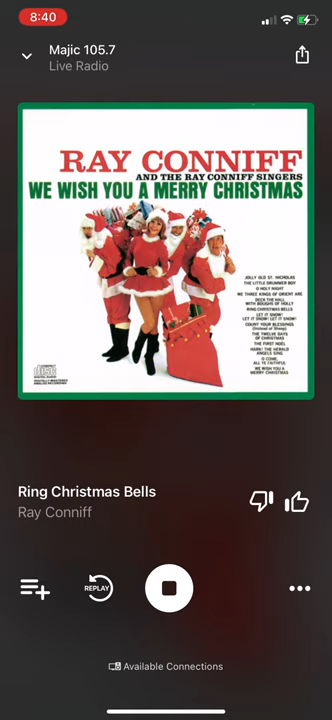 8:40
Majic 105.7
Live Radio
RAY CONNIFF
AND THE RAY CONNIFF SINGERS
WE WISH YOU A MERRY CHRISTMAS
JOLLY OLD ST. NICHOLAS
THE LITTLE DRUMMER BOY
O HOLY NIGHT
WE THREE KINGS OF ORIENT ARE
DECK THE HALL
WITH BOUGHS OF HOLLY
RING CHRISTMAS BELLS
LET IT SNOW!
LET IT SNOW! LET IT SNOW!
COUNT YOUR BLESSINGS
(Instead of Sheep)
THE TWELVE DAYS
OF CHRISTMAS
THE FIRST NOËL
HARK! THE HERALD
ANGELS SING
O COME,
ALL YE FAITHFUL
WE WISH YOU A
MERRY CHRISTMAS
Ring Christmas Bells
Ray Conniff
REPLAY
Available Connections